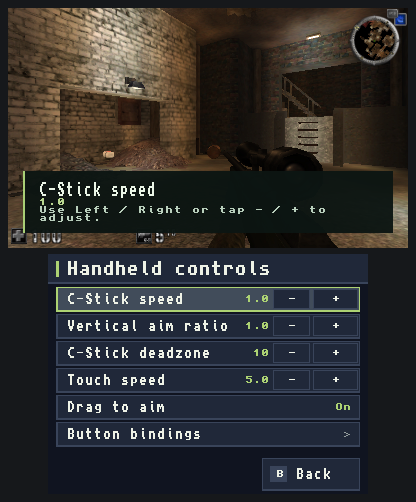 C-Stick speed
1.0
Use Left / Right or tap - / + to
adjust.
100
Handheld controls
C-Stick speed 1.0 - +
Vertical aim ratio 1.0 - +
C-Stick deadzone 10 - +
Touch speed 5.0 - +
Drag to aim On
Button bindings >
B Back